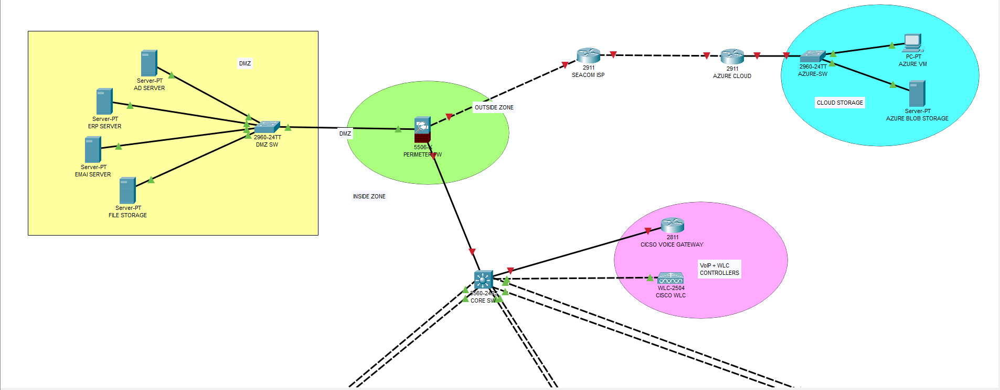 DMZ
Server-PT
AD SERVER
Server-PT
ERP SERVER
Server-PT
EMAI SERVER
Server-PT
FILE STORAGE
2960-24TT
DMZ SW
DMZ
5506-X
PERIMETER FW
OUTSIDE ZONE
INSIDE ZONE
2911
SEACOM ISP
2911
AZURE CLOUD
2960-24TT
AZURE-SW
PC-PT
AZURE VM
CLOUD STORAGE
Server-PT
AZURE BLOB STORAGE
2811
CICSO VOICE GATEWAY
VoIP + WLC
CONTROLLERS
WLC-2504
CISCO WLC
3560-24PS
CORE SW